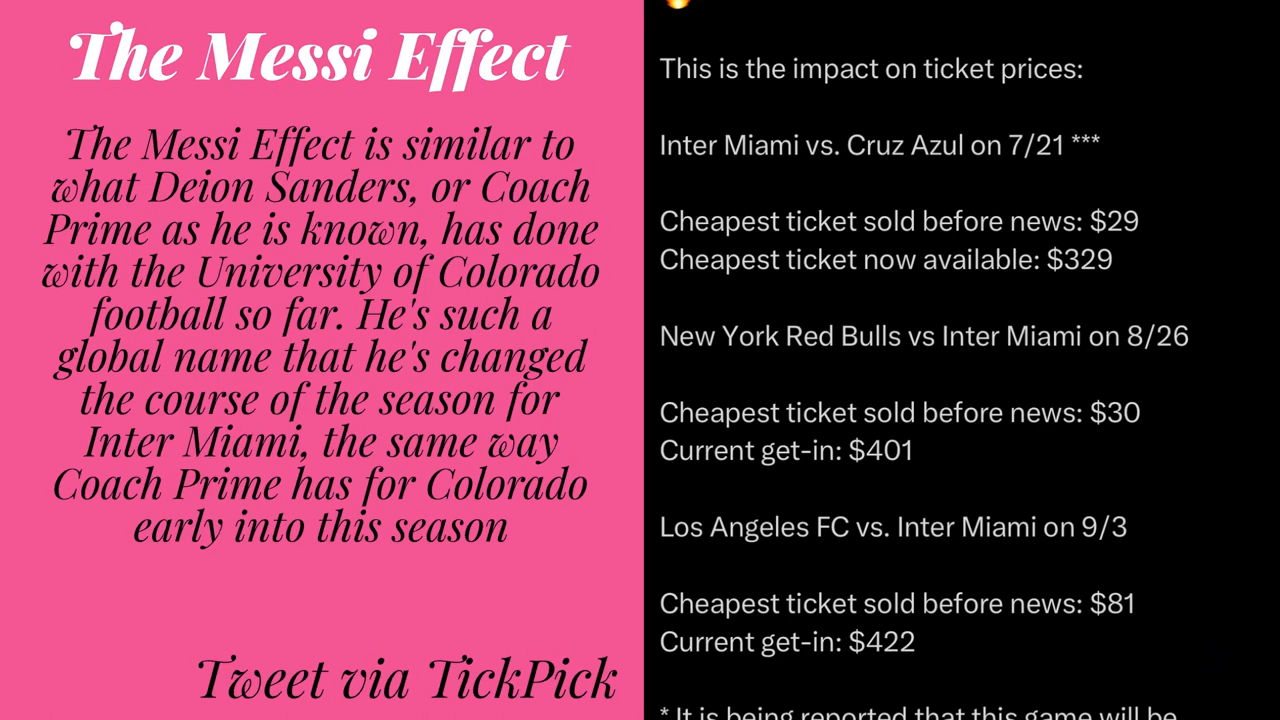 The Messi Effect
The Messi Effect is similar to
what Deion Sanders, or Coach
Prime as he is known, has done
with the University of Colorado
football so far. He's such a
global name that he's changed
the course of the season for
Inter Miami, the same way
Coach Prime has for Colorado
early into this season
Tweet via TickPick
This is the impact on ticket prices:
Inter Miami vs. Cruz Azul on 7/21 ***
Cheapest ticket sold before news: $29
Cheapest ticket now available: $329
New York Red Bulls vs Inter Miami on 8/26
Cheapest ticket sold before news: $30
Current get-in: $401
Los Angeles FC vs. Inter Miami on 9/3
Cheapest ticket sold before news: $81
Current get-in: $422
* It is being reported that this game will be